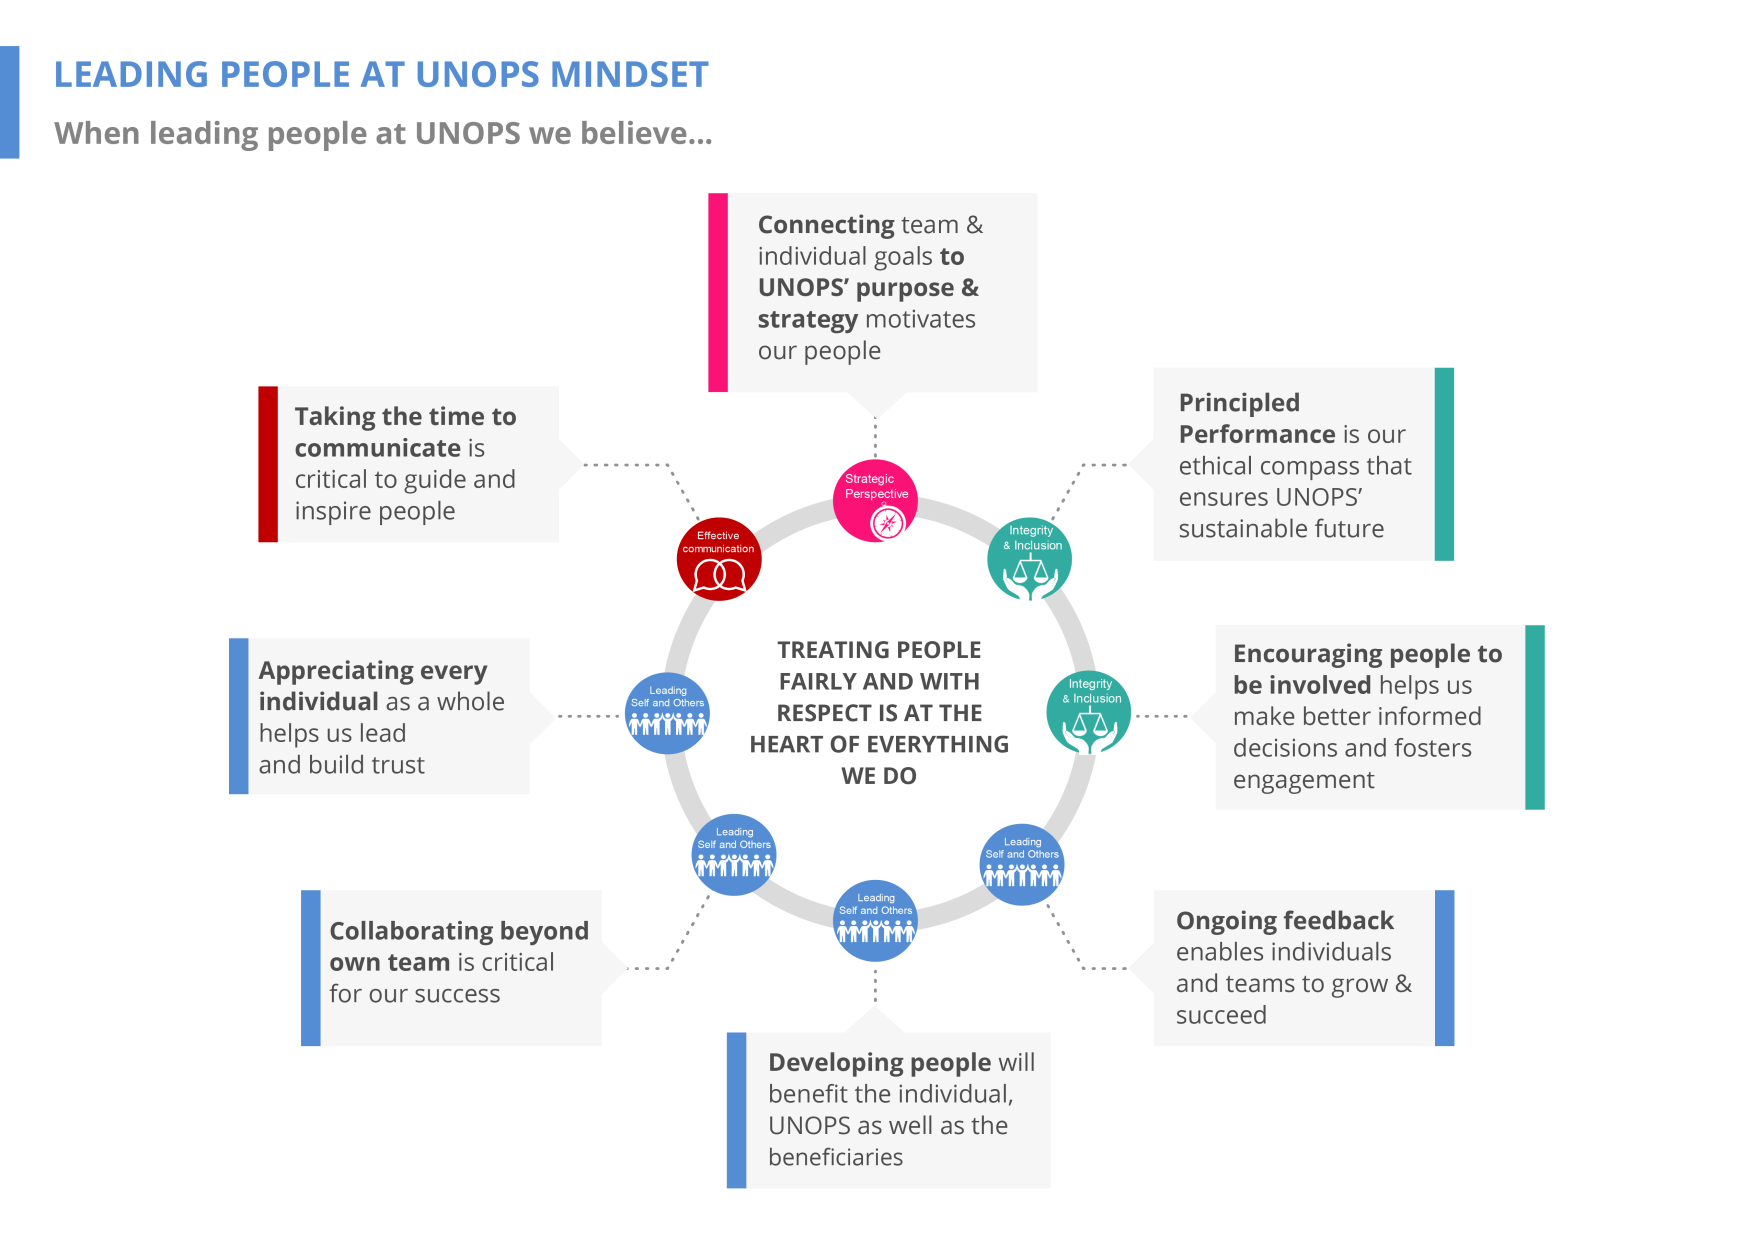 LEADING PEOPLE AT UNOPS MINDSET
When leading people at UNOPS we believe...
Connecting team &
individual goals to
UNOPS’ purpose &
strategy motivates
our people
Taking the time to
communicate is
critical to guide and
inspire people
Principled
Performance is our
ethical compass that
ensures UNOPS’
sustainable future
Strategic
Perspective
Effective
communication
Integrity
& Inclusion
Appreciating every
individual as a whole
helps us lead
and build trust
Leading
Self and Others
TREATING PEOPLE
FAIRLY AND WITH
RESPECT IS AT THE
HEART OF EVERYTHING
WE DO
Integrity
& Inclusion
Encouraging people to
be involved helps us
make better informed
decisions and fosters
engagement
Leading
Self and Others
Leading
Self and Others
Leading
Self and Others
Collaborating beyond
own team is critical
for our success
Ongoing feedback
enables individuals
and teams to grow &
succeed
Developing people will
benefit the individual,
UNOPS as well as the
beneficiaries